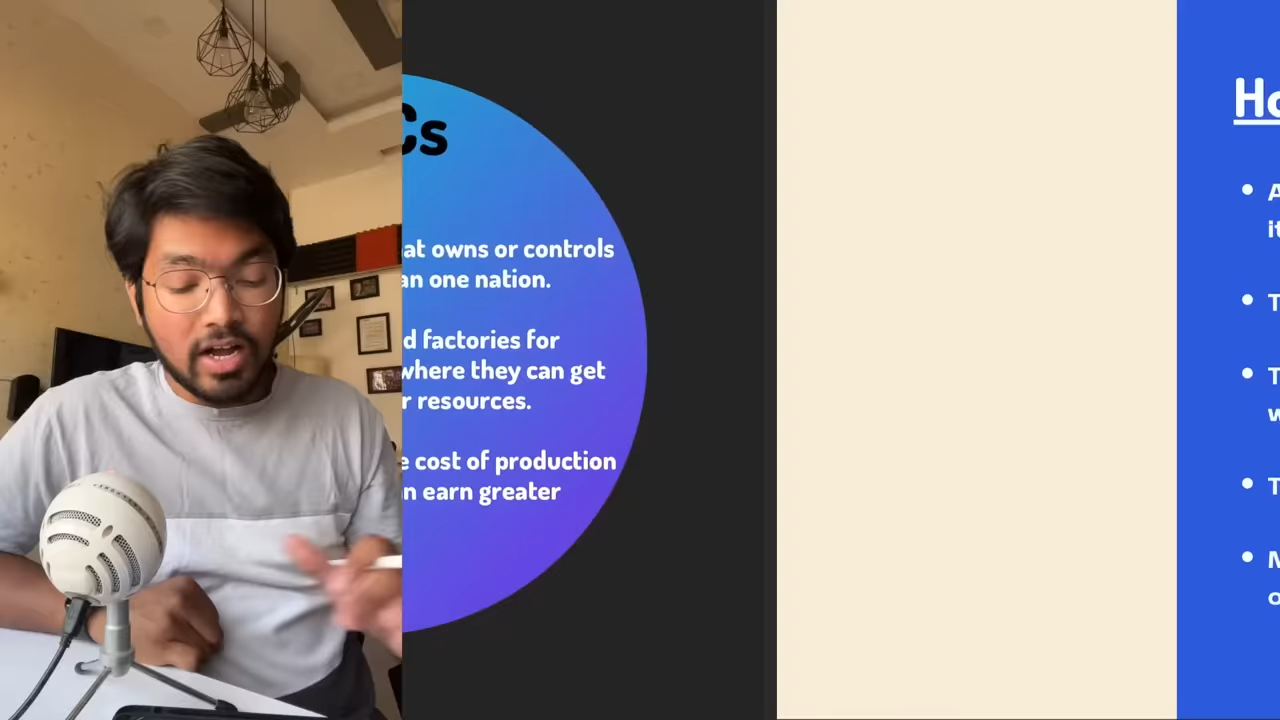 Cs
at owns or controls
an one nation.
d factories for
where they can get
r resources.
e cost of production
n earn greater
Ho
A
it
T
T
w
T
M
o